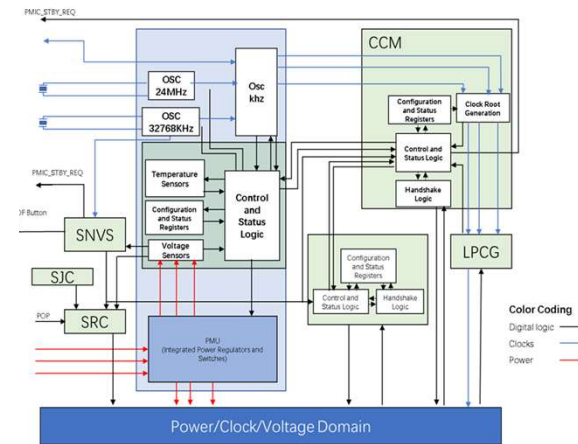 PMIC_STBY_REQ
CCM
OSC
24MHz
Osc
khz
Configuration and Status
Registers
Clock Root
Generation
OSC
32768KHz
Control and
Status Logic
PMIC_STBY_REQ
Temperature
Sensors
Handshake
Logic
Control
and
Status
Logic
Configuration
and Status
Registers
OF Button
SNVS
Voltage
Sensors
LPCG
Configuration
and Status
Registers
SJC
Control and
Status Logic
Handshake
Logic
Color Coding
Digital logic
Clocks
Power
POP
SRC
PMU
(Integrated Power Regulators and
Switches)
Power/Clock/Voltage Domain